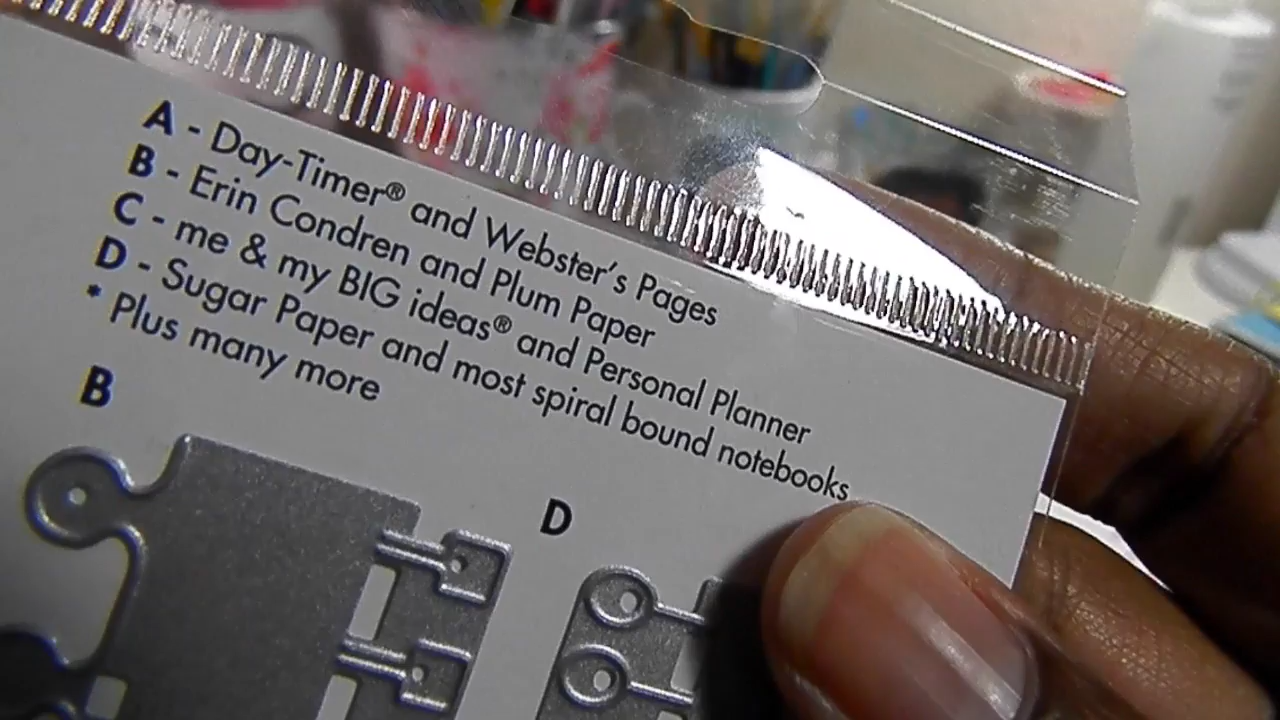 A - Day-Timer® and Webster's Pages
B - Erin Condren and Plum Paper
C - me & my BIG ideas® and Personal Planner
D - Sugar Paper and most spiral bound notebooks
* Plus many more
B
D